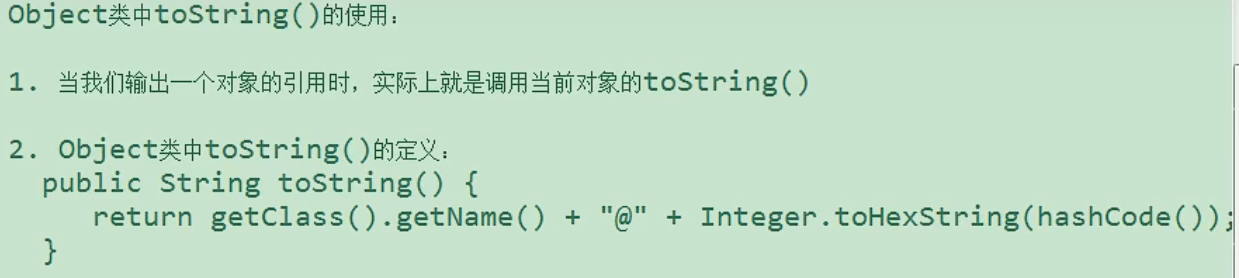 Object类中toString()的使用：
1. 当我们输出一个对象的引用时，实际上就是调用当前对象的toString()
2. Object类中toString()的定义：
public String toString() {
return getClass().getName() + "@" + Integer.toHexString(hashCode());
}